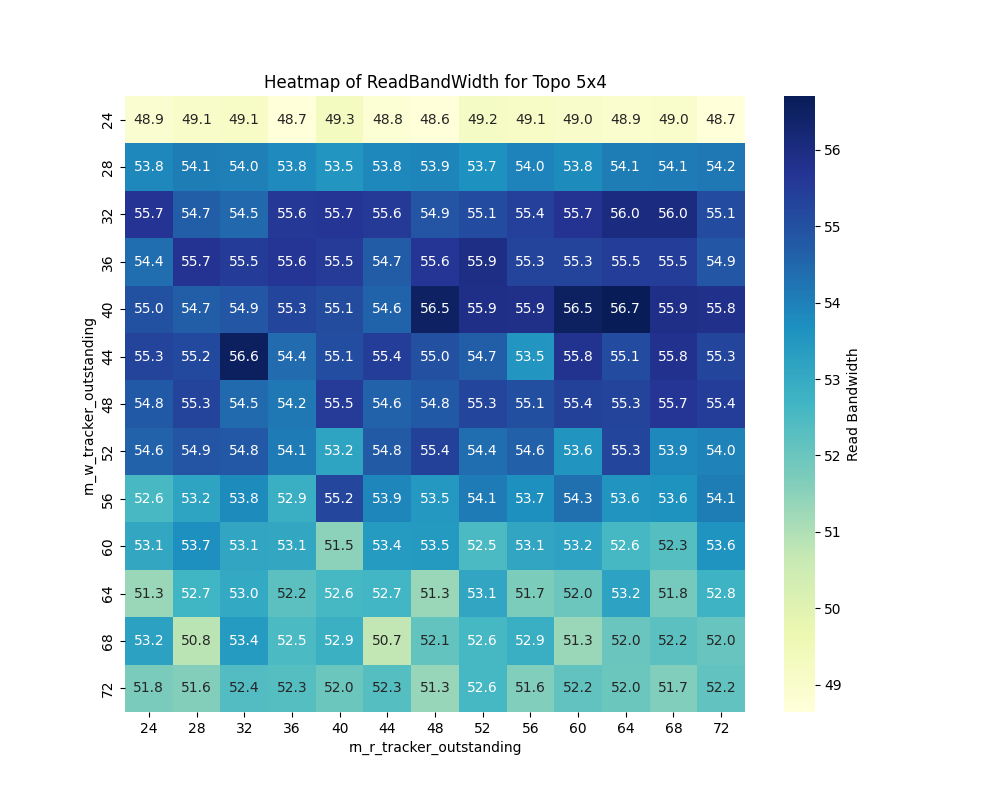 Heatmap of ReadBandWidth for Topo 5x4
24 48.9 49.1 49.1 48.7 49.3 48.8 48.6 49.2 49.1 49.0 48.9 49.0 48.7
28 53.8 54.1 54.0 53.8 53.5 53.8 53.9 53.7 54.0 53.8 54.1 54.1 54.2
32 55.7 54.7 54.5 55.6 55.7 55.6 54.9 55.1 55.4 55.7 56.0 56.0 55.1
36 54.4 55.7 55.5 55.6 55.5 54.7 55.6 55.9 55.3 55.3 55.5 55.5 54.9
40 55.0 54.7 54.9 55.3 55.1 54.6 56.5 55.9 55.9 56.5 56.7 55.9 55.8
44 55.3 55.2 56.6 54.4 55.1 55.4 55.0 54.7 53.5 55.8 55.1 55.8 55.3
48 54.8 55.3 54.5 54.2 55.5 54.6 54.8 55.3 55.1 55.4 55.3 55.7 55.4
52 54.6 54.9 54.8 54.1 53.2 54.8 55.4 54.4 54.6 53.6 55.3 53.9 54.0
56 52.6 53.2 53.8 52.9 55.2 53.9 53.5 54.1 53.7 54.3 53.6 53.6 54.1
60 53.1 53.7 53.1 53.1 51.5 53.4 53.5 52.5 53.1 53.2 52.6 52.3 53.6
64 51.3 52.7 53.0 52.2 52.6 52.7 51.3 53.1 51.7 52.0 53.2 51.8 52.8
68 53.2 50.8 53.4 52.5 52.9 50.7 52.1 52.6 52.9 51.3 52.0 52.2 52.0
72 51.8 51.6 52.4 52.3 52.0 52.3 51.3 52.6 51.6 52.2 52.0 51.7 52.2
24 28 32 36 40 44 48 52 56 60 64 68 72
rn_r_tracker_outstanding
rn_w_tracker_outstanding
56
55
54
53
52
51
50
49
Read Bandwidth